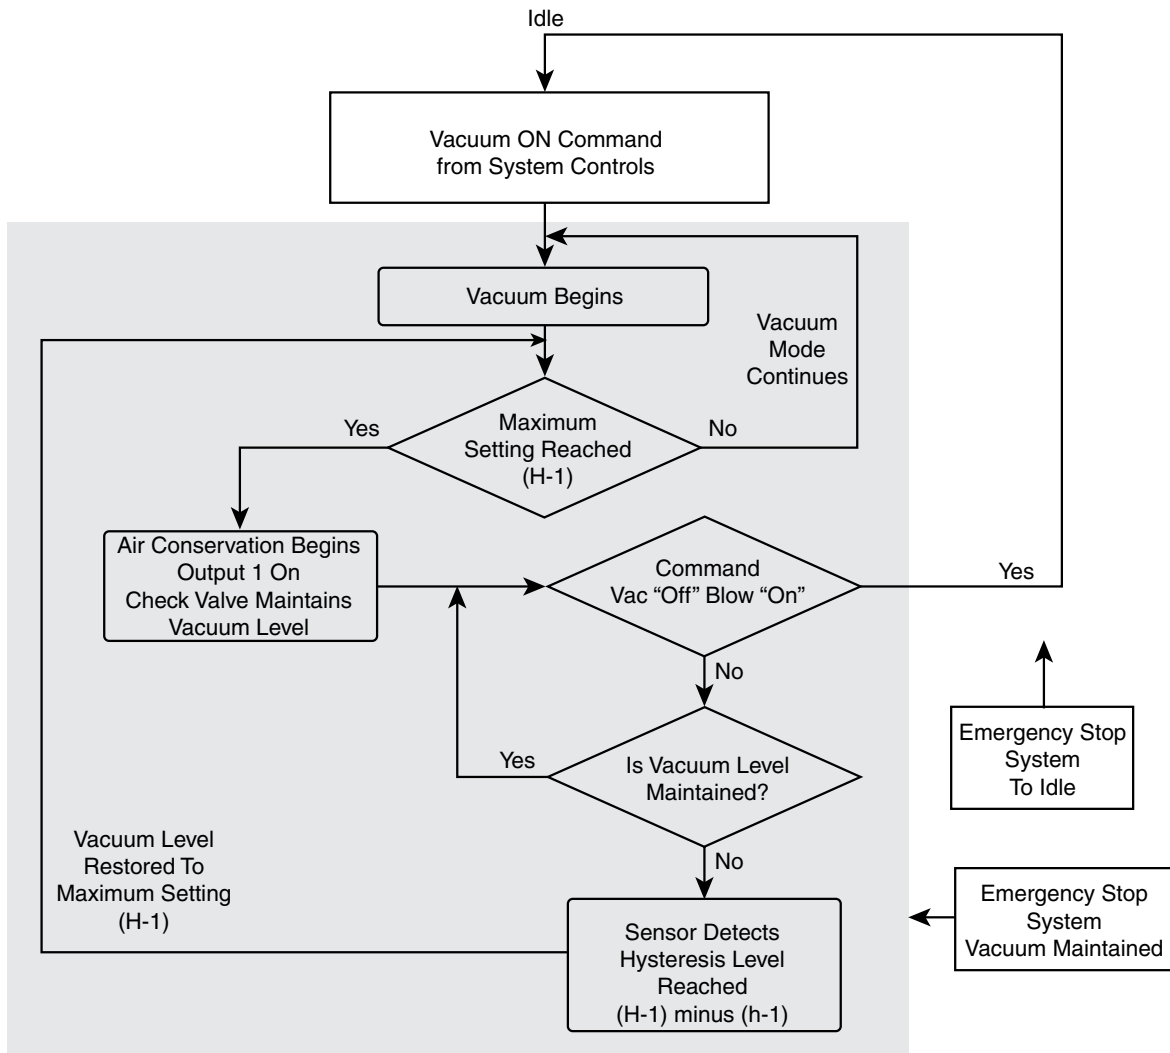 Idle
Vacuum ON Command
from System Controls
Vacuum Begins
Vacuum
Mode
Continues
Yes
Maximum
Setting Reached
(H-1)
No
Air Conservation Begins
Output 1 On
Check Valve Maintains
Vacuum Level
Command
Vac “Off” Blow “On”
Yes
No
Yes
Is Vacuum Level
Maintained?
Emergency Stop
System
To Idle
No
Vacuum Level
Restored To
Maximum Setting
(H-1)
Sensor Detects
Hysteresis Level
Reached
(H-1) minus (h-1)
Emergency Stop
System
Vacuum Maintained